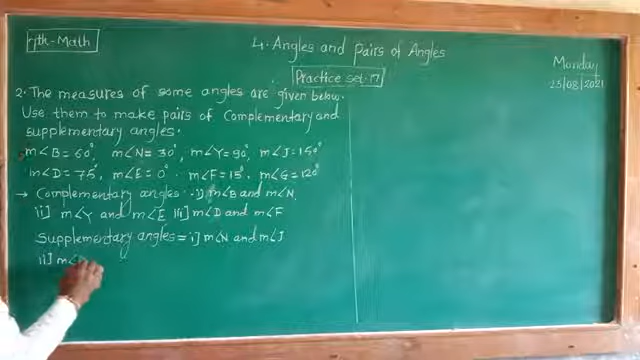 7th-Math
4. Angles and Pairs of Angles
Practice set·17
Monday
23/08/2021
2. The measures of some angles are given below.
Use them to make pairs of Complementary and
supplementary angles.
m∠B=60°, m∠N=30°, m∠Y=90°, m∠J=150°
m∠D=75°, m∠E=0°, m∠F=15°, m∠G=120°
→ Complementary angles - i] m∠B and m∠N,
ii] m∠Y and m∠E iii] m∠D and m∠F
Supplementary angles = i] m∠N and m∠J
ii] m∠